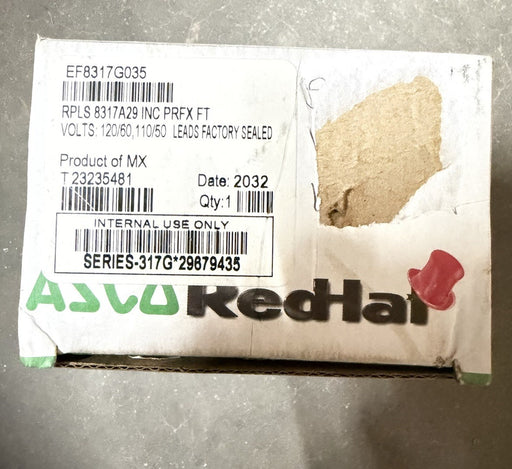 EF8317G035
RPLS 8317A29 INC PRFX FT
VOLTS: 120/60,110/50 LEADS FACTORY SEALED
Product of MX
T 23235481
Date: 2032
Qty:1
INTERNAL USE ONLY
SERIES-317G*29679435
ASCO RedHat